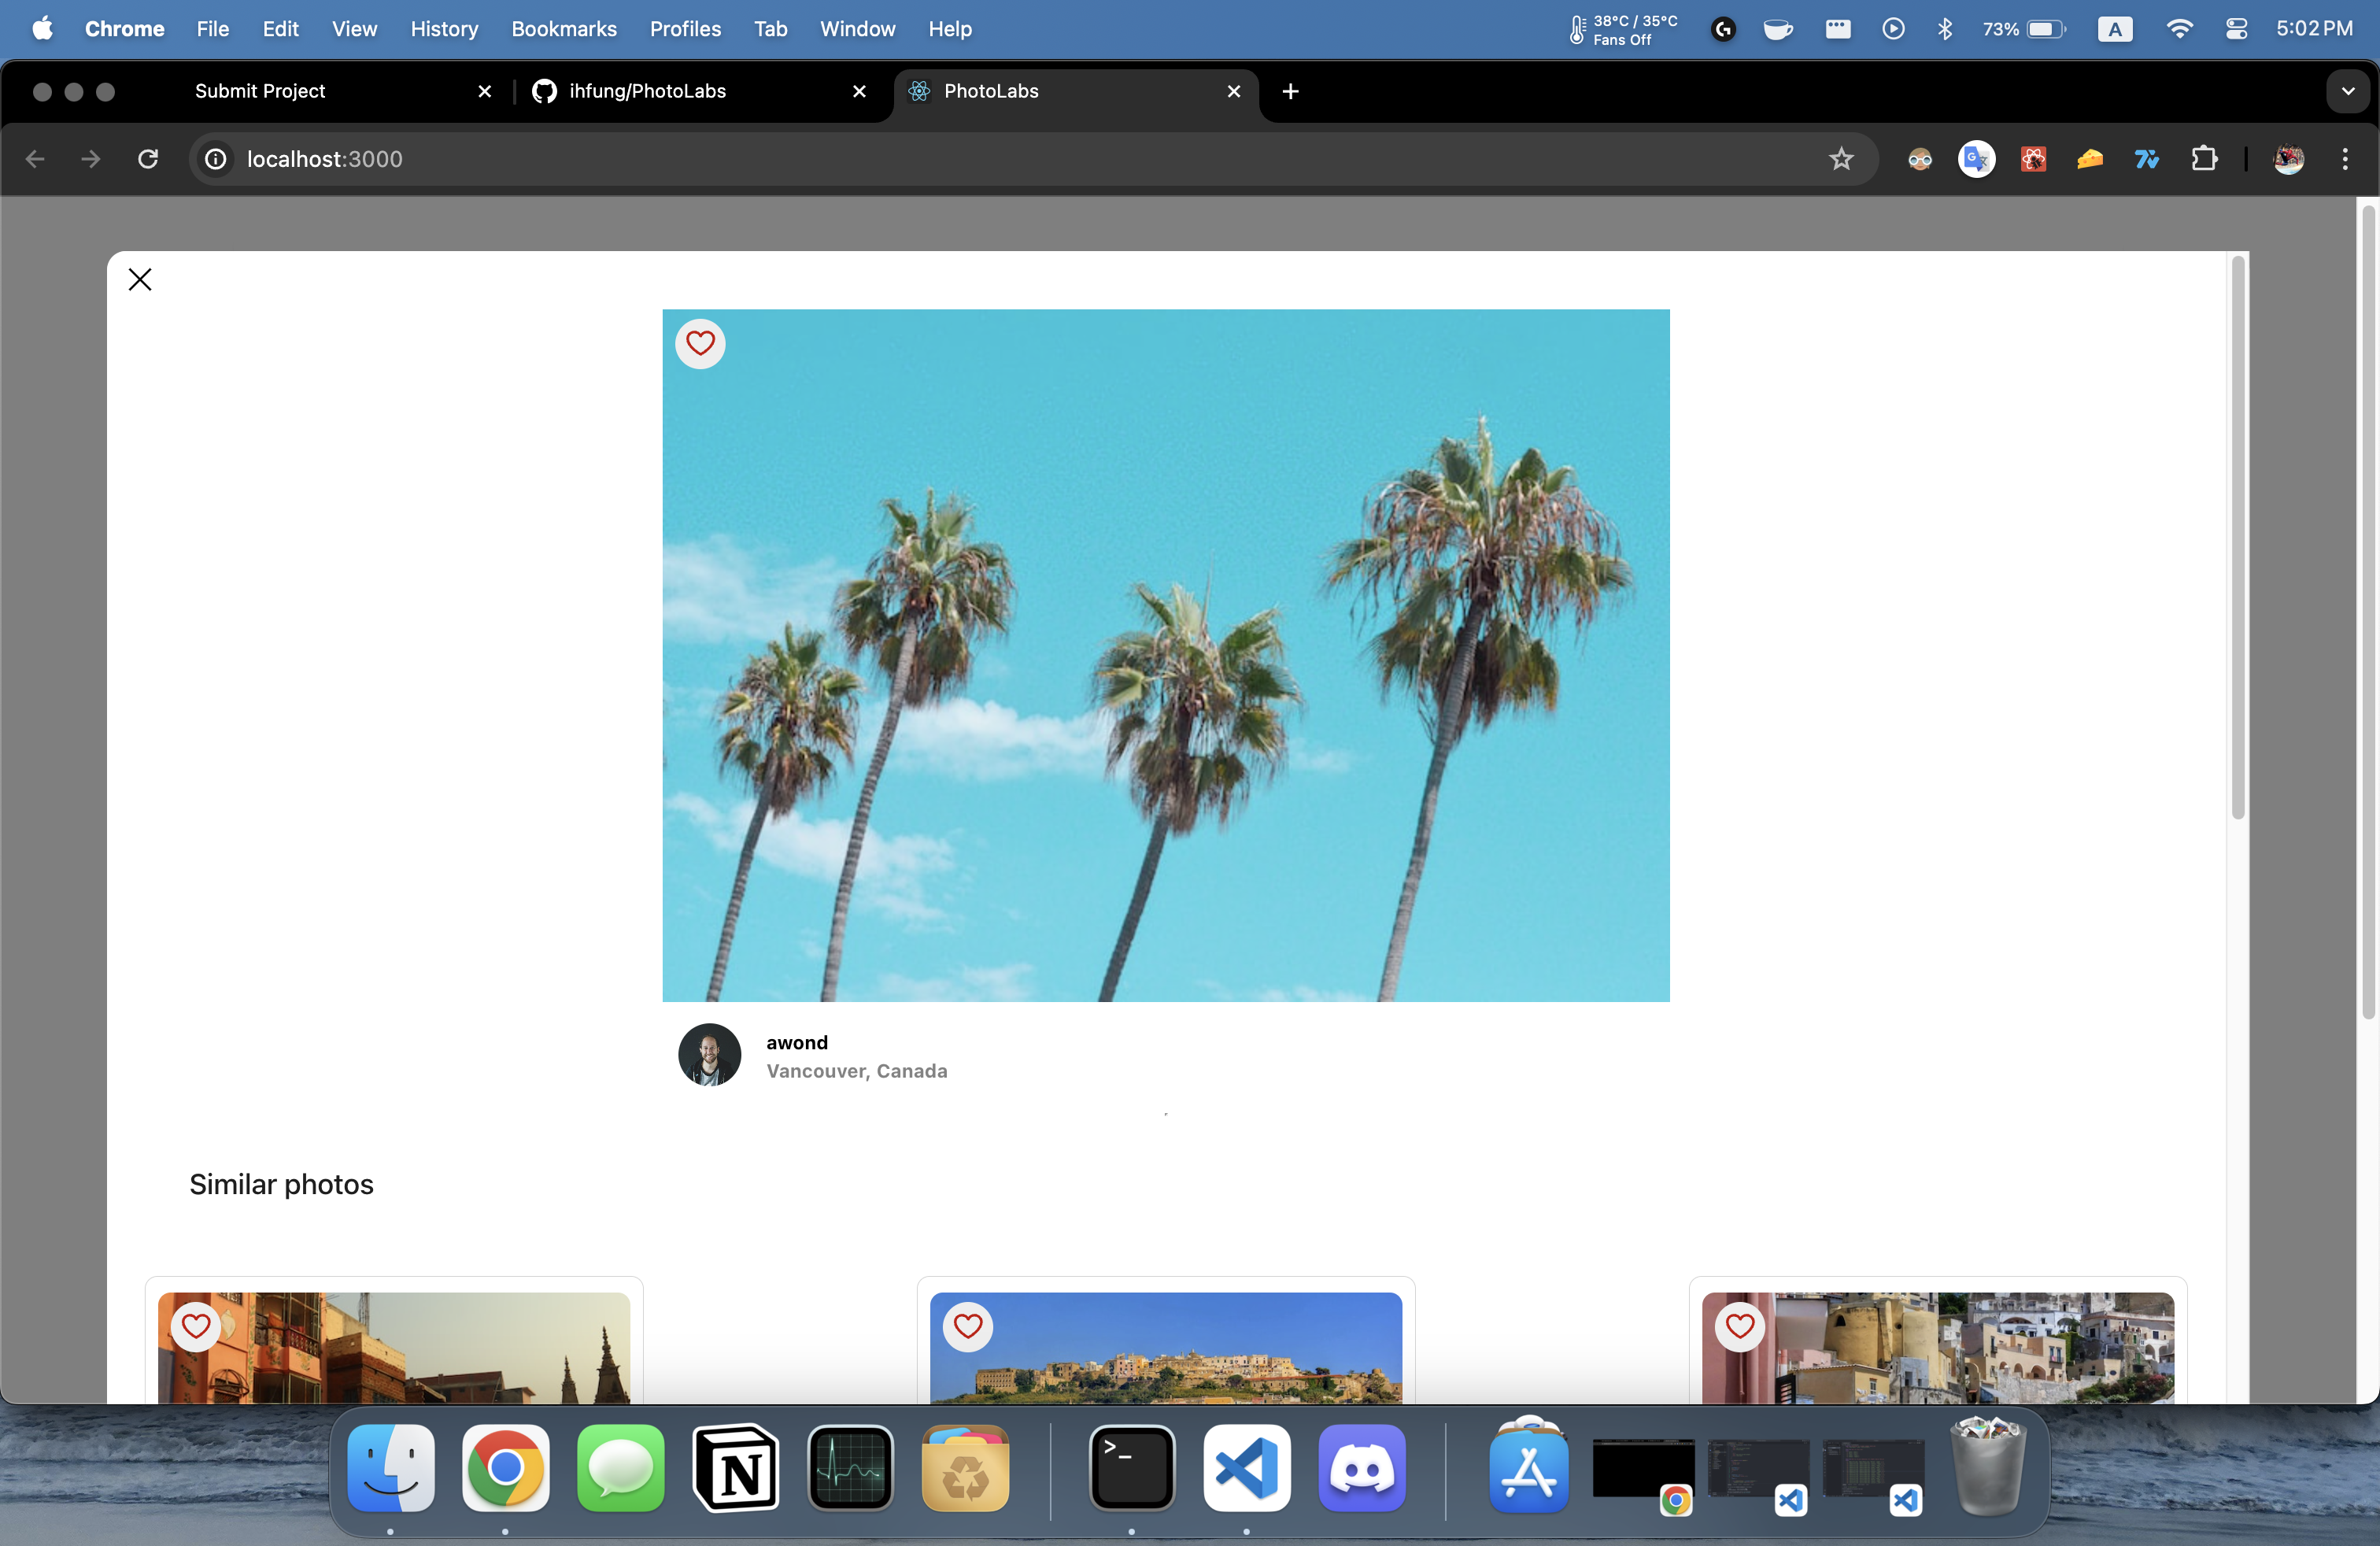 Chrome File Edit View History Bookmarks Profiles Tab Window Help
38°C / 35°C
Fans Off
73%
A
5:02 PM
Submit Project
ihfung/PhotoLabs
PhotoLabs
localhost:3000
awond
Vancouver, Canada
Similar photos